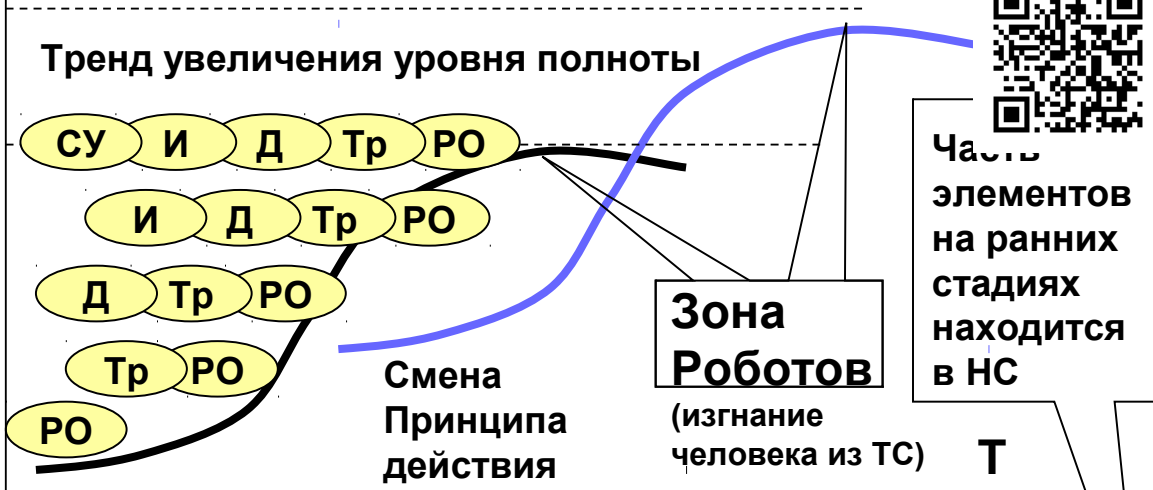 Тренд увеличения уровня полноты
СУ И Д Тр РО
И Д Тр РО
Д Тр РО
Тр РО
РО
Смена
Принципа
действия
Зона
Роботов
(изгнание
человека из ТС)
Часть
элементов
на ранних
стадиях
находится
в НС
Т